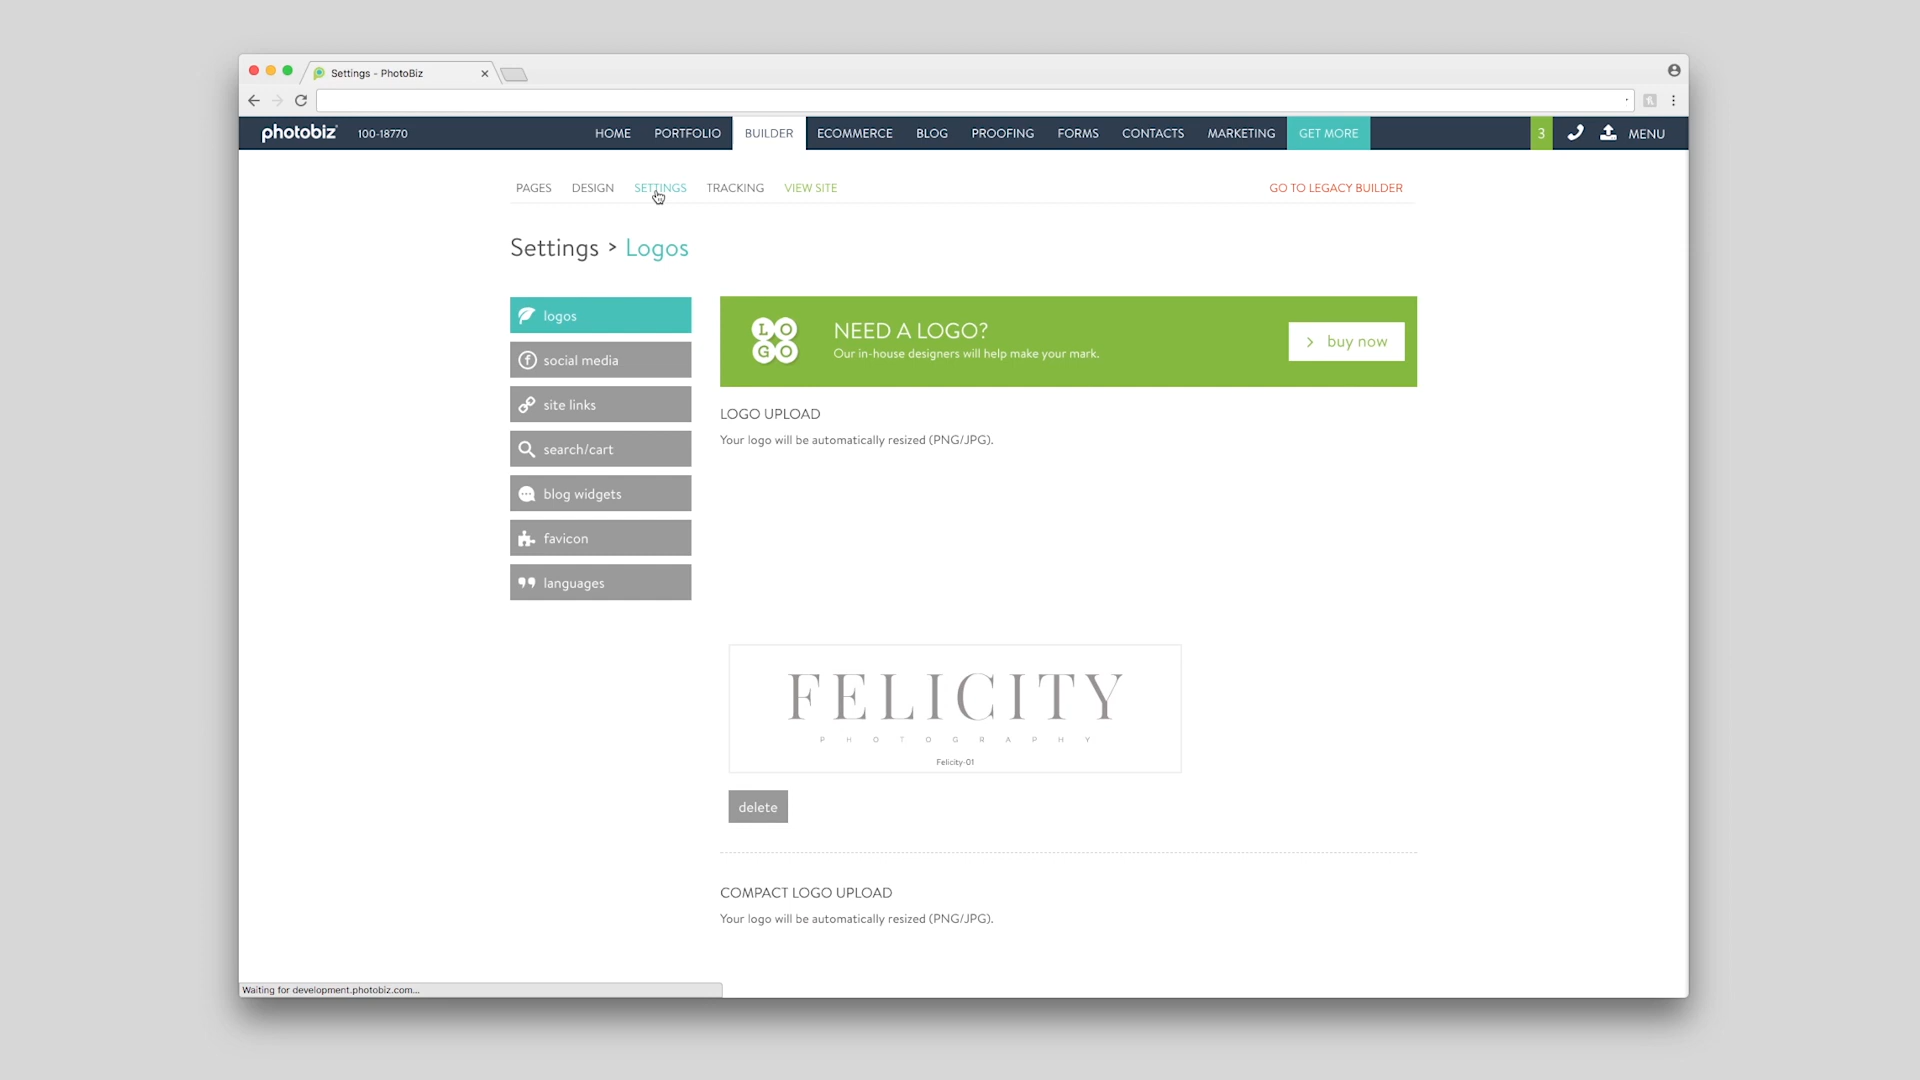 Settings - PhotoBiz
photobiz 100-18770 HOME PORTFOLIO BUILDER ECOMMERCE BLOG PROOFING FORMS CONTACTS MARKETING GET MORE 3 MENU
PAGES DESIGN SETTINGS TRACKING VIEW SITE GO TO LEGACY BUILDER
Settings > Logos
logos
social media
site links
search/cart
blog widgets
favicon
languages
LOGO
NEED A LOGO?
Our in-house designers will help make your mark.
> buy now
LOGO UPLOAD
Your logo will be automatically resized (PNG/JPG).
FELICITY
PHOTOGRAPHY
Felicity-01
delete
COMPACT LOGO UPLOAD
Your logo will be automatically resized (PNG/JPG).
Waiting for development.photobiz.com...